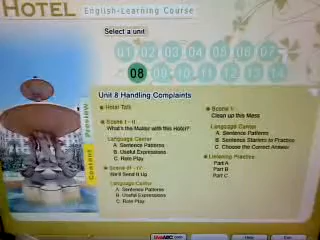 HOTEL English-Learning Course
Select a unit
01 02 03 04 05 06 07
08 09 10 11 12 13 14
Unit 8 Handling Complaints
Preview
Content
Hotel Talk
Scene I - II
What's the Matter with this Hotel?
Language Center
A. Sentence Patterns
B. Useful Expressions
C. Role Play
Scene III - IV
We'll Send It Up
Language Center
A. Sentence Patterns
B. Useful Expressions
C. Role Play
Scene V
Clean up this Mess
Language Center
A. Sentence Patterns
B. Sentence Starters to Practice
C. Choose the Correct Answer
Listening Practice
Part A
Part B
Part C
LiveABC.com
Exit